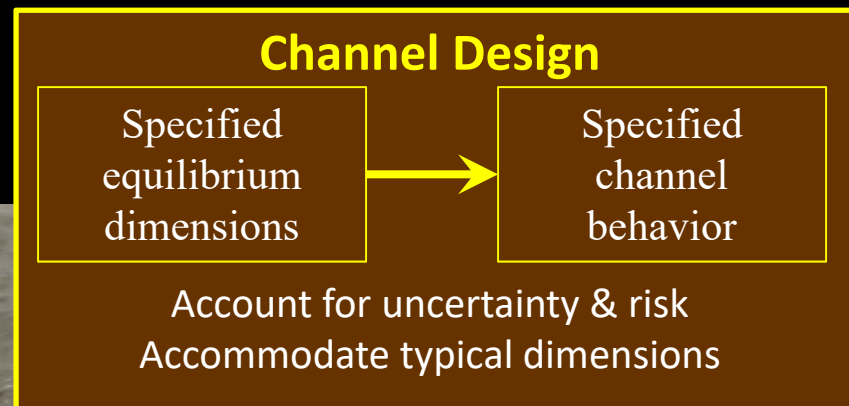 Channel Design
Specified
equilibrium
dimensions
Specified
channel
behavior
Account for uncertainty & risk
Accommodate typical dimensions